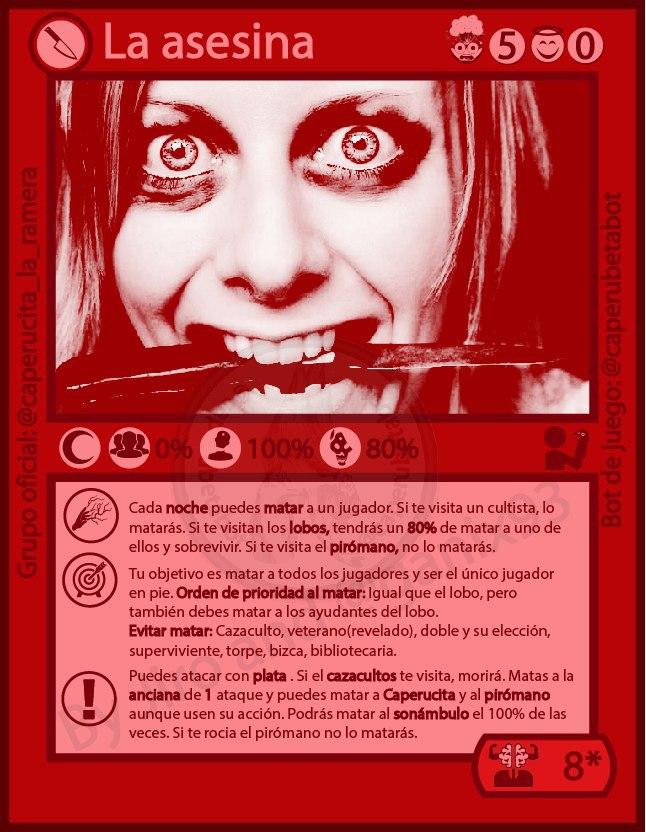 La asesina
5 0
Grupo oficial: @caperucita_la_ramera
Bot de juego: @caperubetabot
0% 100% 80%
Cada noche puedes matar a un jugador. Si te visita un cultista, lo
matarás. Si te visitan los lobos, tendrás un 80% de matar a uno de
ellos y sobrevivir. Si te visita el pirómano, no lo matarás.
Tu objetivo es matar a todos los jugadores y ser el único jugador
en pie. Orden de prioridad al matar: Igual que el lobo, pero
también debes matar a los ayudantes del lobo.
Evitar matar: Cazaculto, veterano(revelado), doble y su elección,
superviviente, torpe, bizca, bibliotecaria.
Puedes atacar con plata . Si el cazacultos te visita, morirá. Matas a la
anciana de 1 ataque y puedes matar a Caperucita y al pirómano
aunque usen su acción. Podrás matar al sonámbulo el 100% de las
veces. Si te rocia el pirómano no lo matarás.
8*